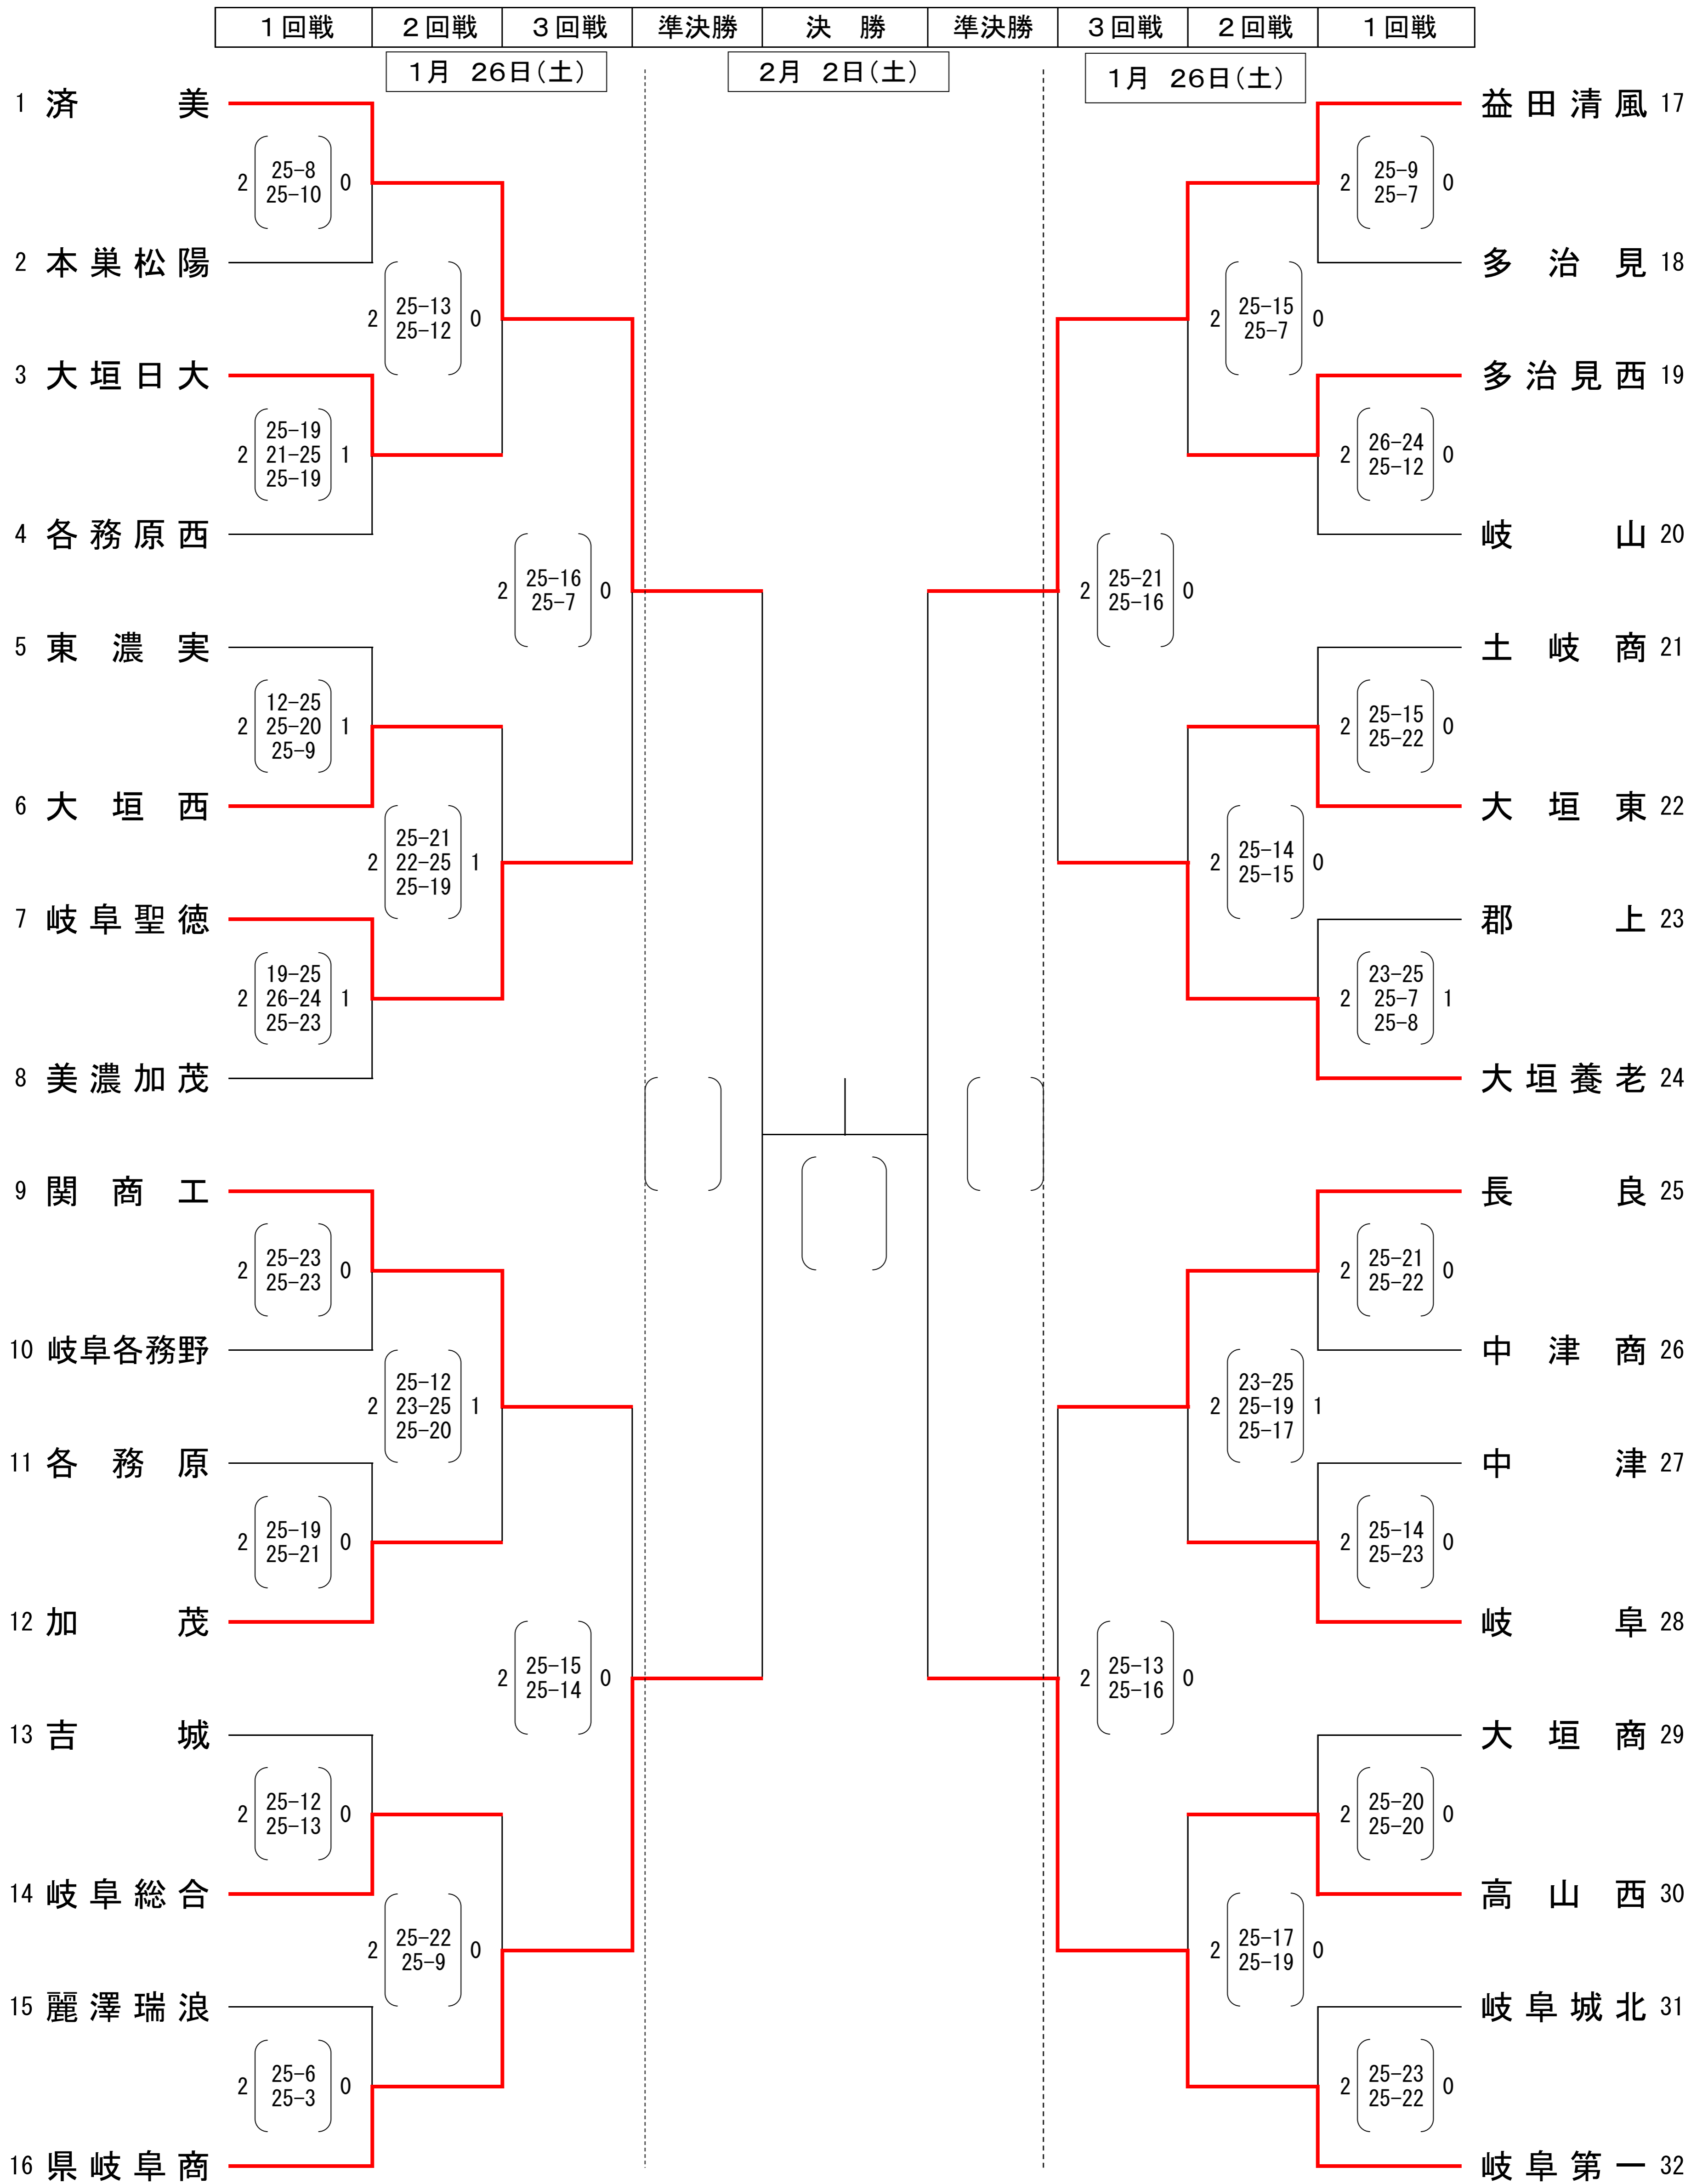 １回戦 ２回戦 ３回戦 準決勝 決　勝 準決勝 ３回戦 ２回戦 １回戦
１月　２６日（土） ２月　２日（土） １月　２６日（土）
1 済美
2 25-8 0
25-10
2 本巣松陽
2 25-13 0
25-12
3 大垣日大
25-19
2 21-25 1
25-19
4 各務原西
2 25-16 0
25-7
5 東濃実
12-25
2 25-20 1
25-9
6 大垣西
25-21
2 22-25 1
25-19
7 岐阜聖徳
19-25
2 26-24 1
25-23
8 美濃加茂
9 関商工
2 25-23 0
25-23
10 岐阜各務野
25-12
2 23-25 1
25-20
11 各務原
2 25-19 0
25-21
12 加茂
2 25-15 0
25-14
13 吉城
2 25-12 0
25-13
14 岐阜総合
2 25-22 0
25-9
15 麗澤瑞浪
2 25-6 0
25-3
16 県岐阜商
益田清風 17
2 25-9 0
25-7
多治見 18
2 25-15 0
25-7
多治見西 19
2 26-24 0
25-12
岐山 20
2 25-21 0
25-16
土岐商 21
2 25-15 0
25-22
大垣東 22
2 25-14 0
25-15
郡上 23
23-25
2 25-7 1
25-8
大垣養老 24
長良 25
2 25-21 0
25-22
中津商 26
23-25
2 25-19 1
25-17
中津 27
2 25-14 0
25-23
岐阜 28
2 25-13 0
25-16
大垣商 29
2 25-20 0
25-20
高山西 30
2 25-17 0
25-19
岐阜城北 31
2 25-23 0
25-22
岐阜第一 32